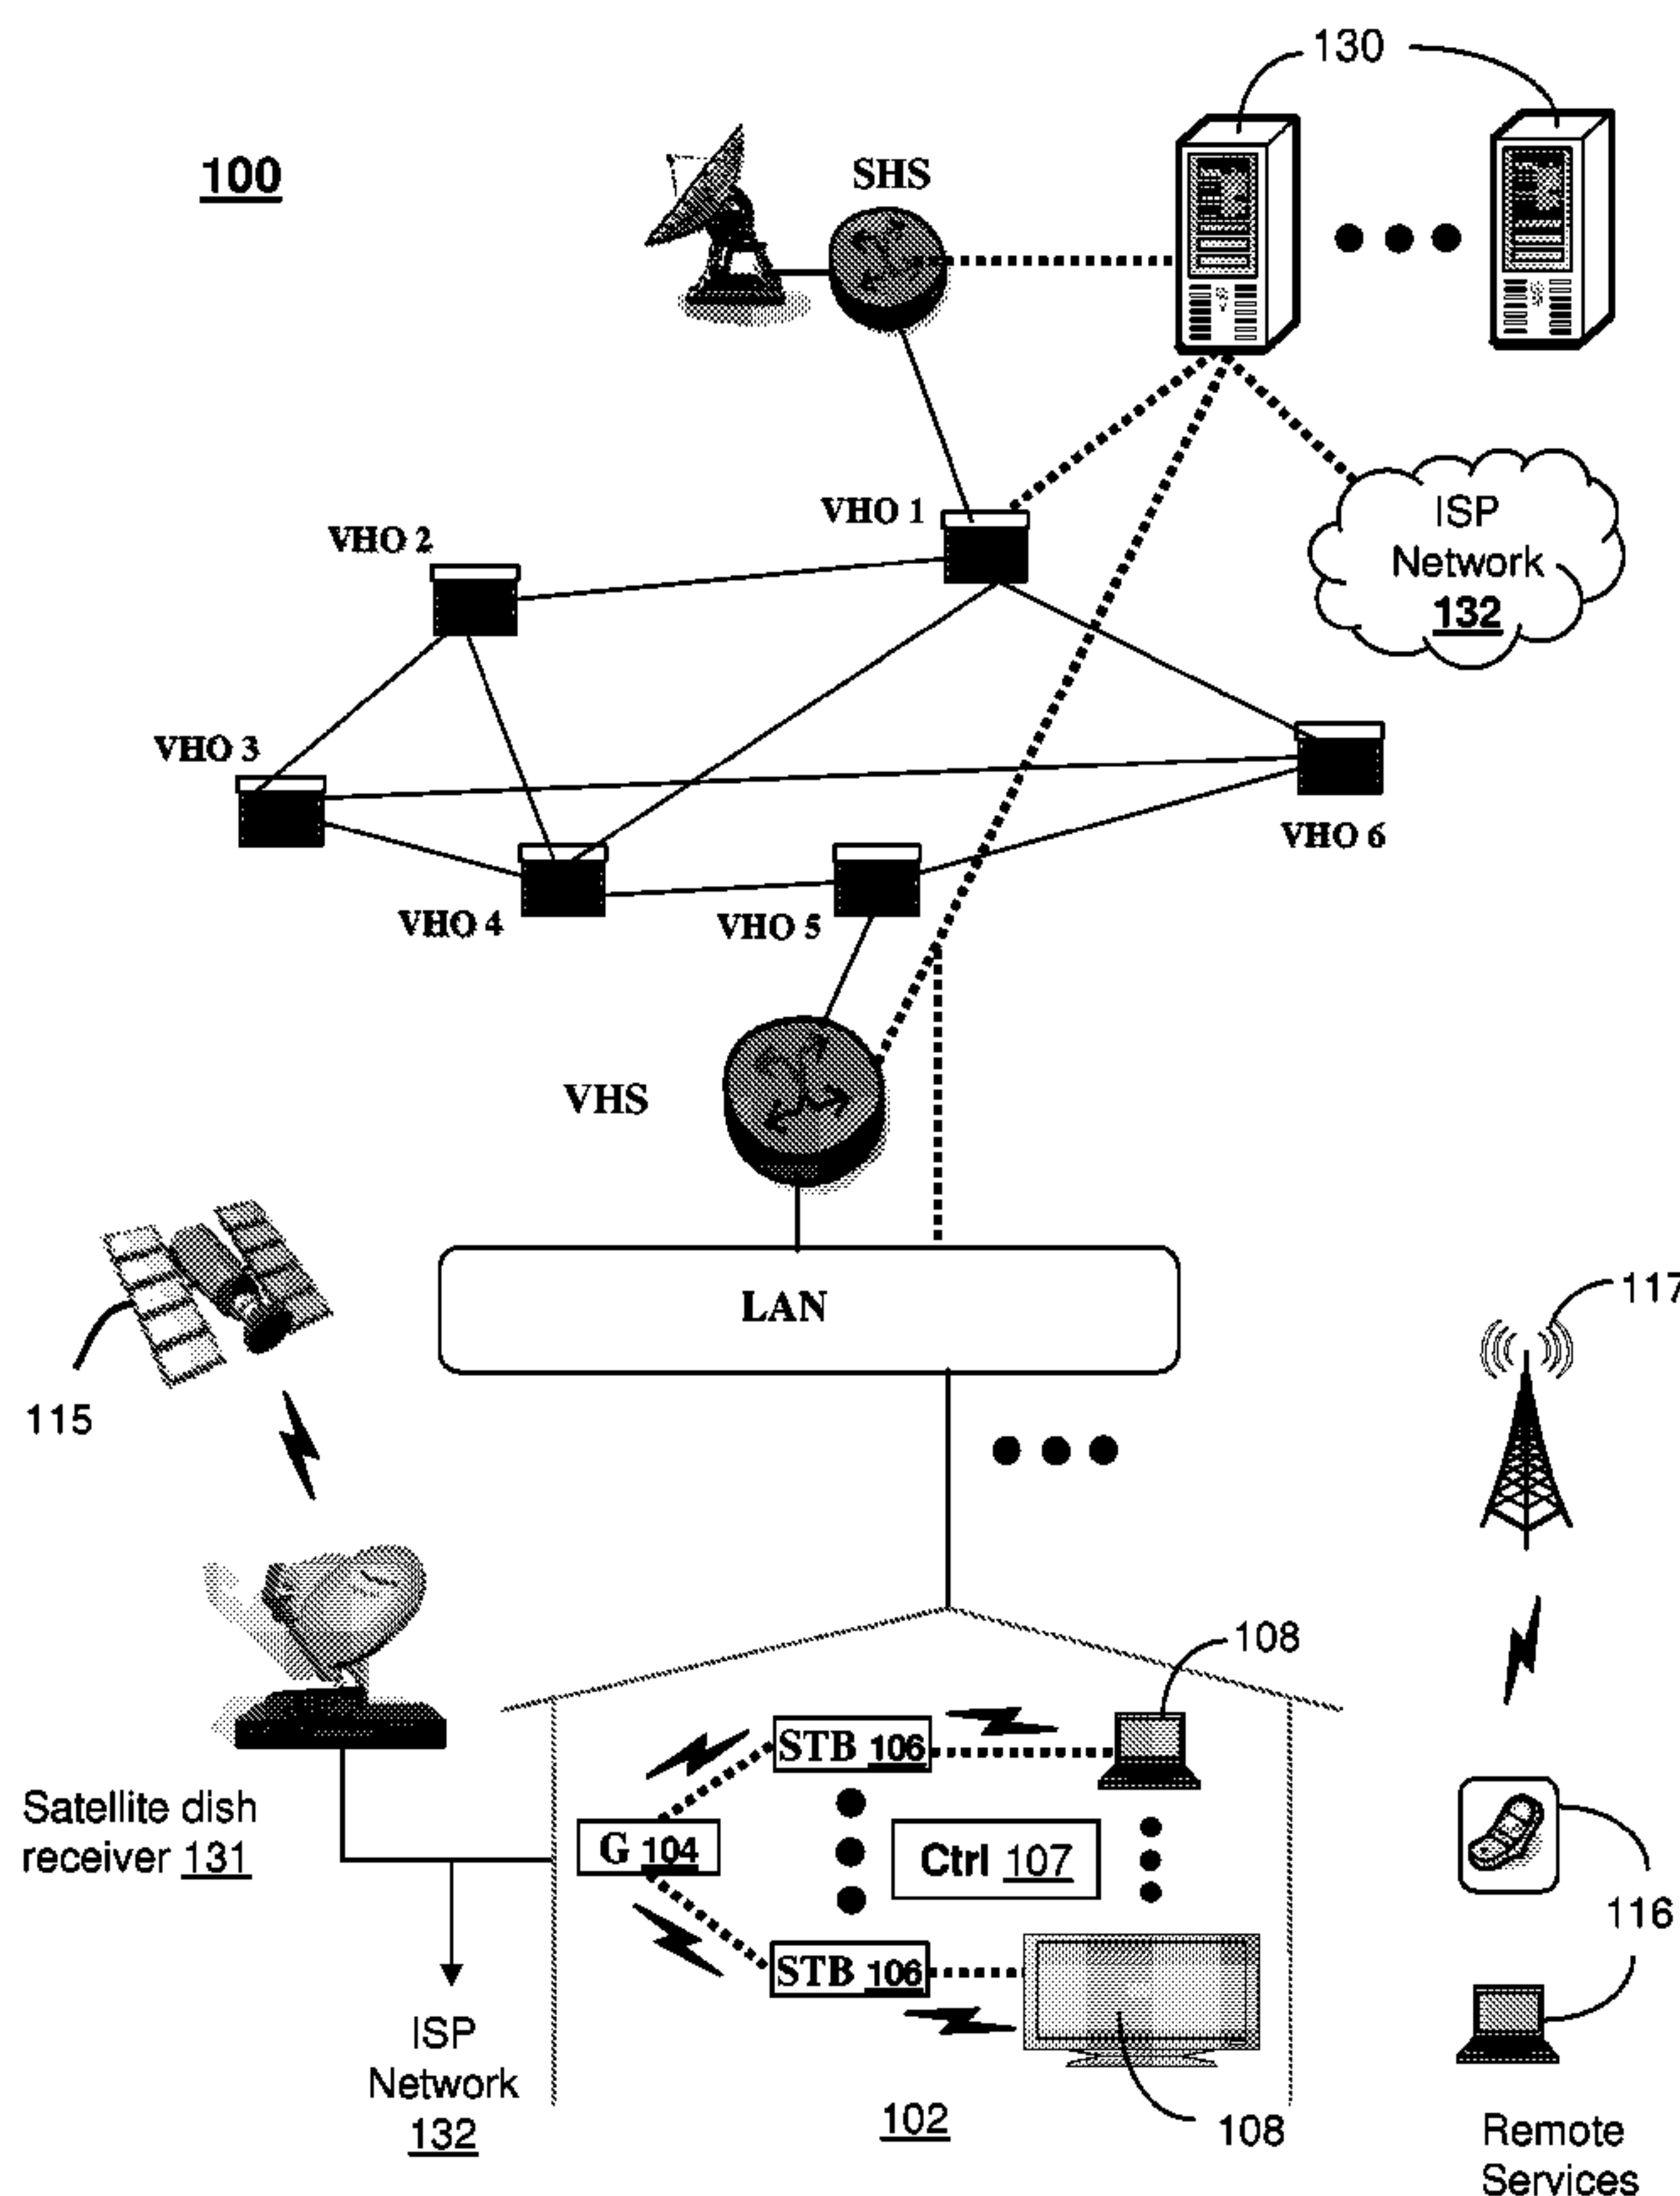 130
100
SHS
VHO 1
ISP
Network
132
VHO 2
VHO 3
VHO 6
VHO 4
VHO 5
VHS
LAN
117
115
108
STB 106
Satellite dish
receiver 131
G 104
Ctrl 107
116
STB 106
ISP
Network
132
102
108
Remote
Services